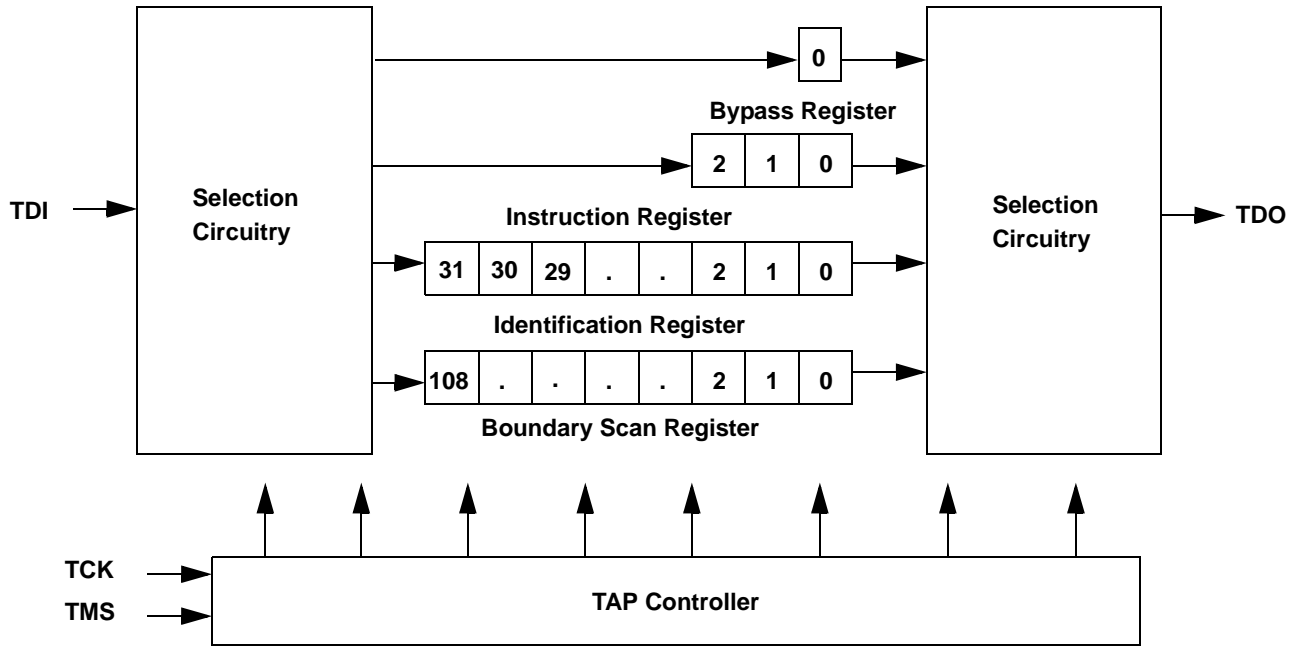 0
Bypass Register
2 1 0
TDI
Selection
Circuitry
Instruction Register
Selection
Circuitry
TDO
31 30 29 . . 2 1 0
Identification Register
108 . . . . 2 1 0
Boundary Scan Register
TCK
TMS
TAP Controller